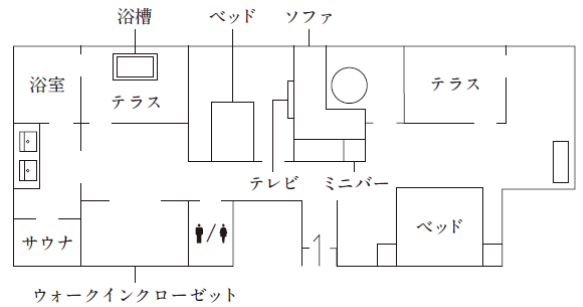 浴槽
ベッド
ソファ
浴室
テラス
テラス
テレビ
ミニバー
ベッド
サウナ
ウォークインクローゼット